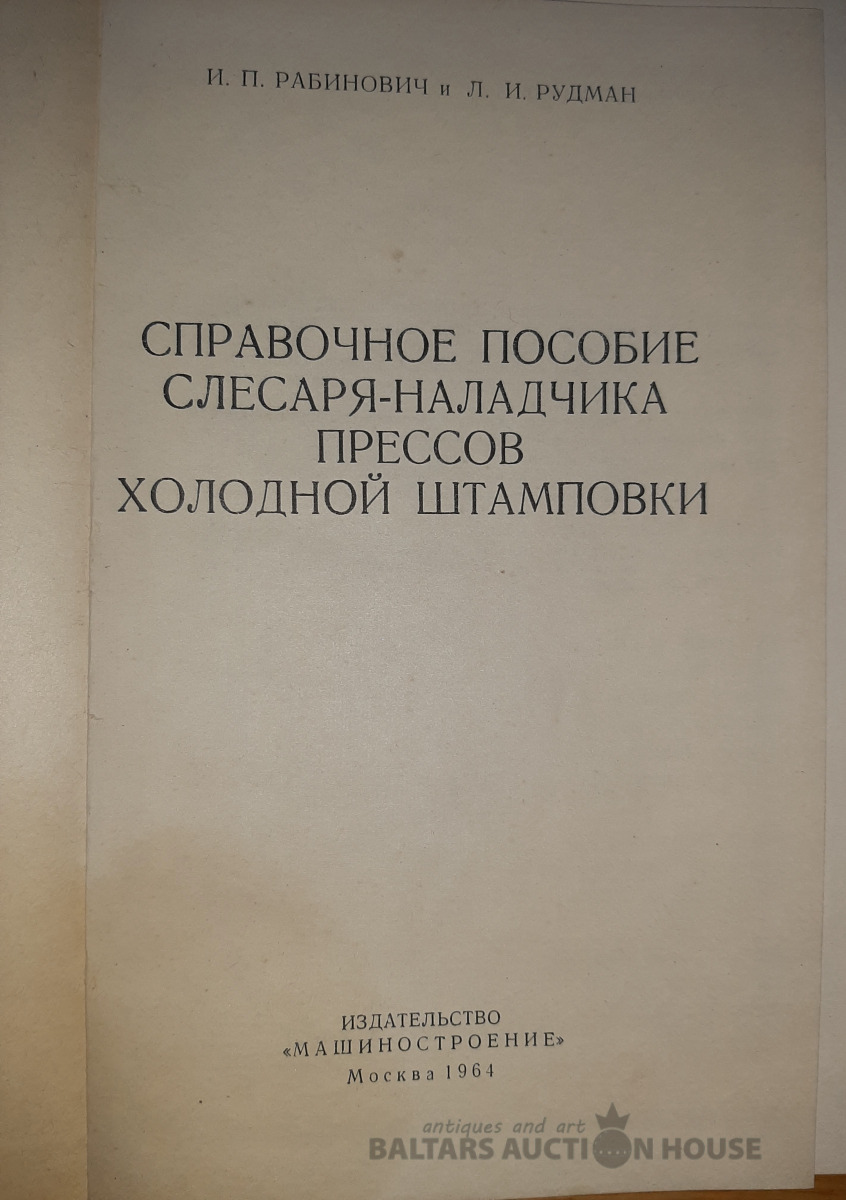 И. П. РАБИНОВИЧ и Л. И. РУДМАН
СПРАВОЧНОЕ ПОСОБИЕ
СЛЕСАРЯ-НАЛАДЧИКА
ПРЕССОВ
ХОЛОДНОЙ ШТАМПОВКИ
ИЗДАТЕЛЬСТВО
«МАШИНОСТРОЕНИЕ»
Москва 1964
antiques and art
BALTARS AUCTION HOUSE